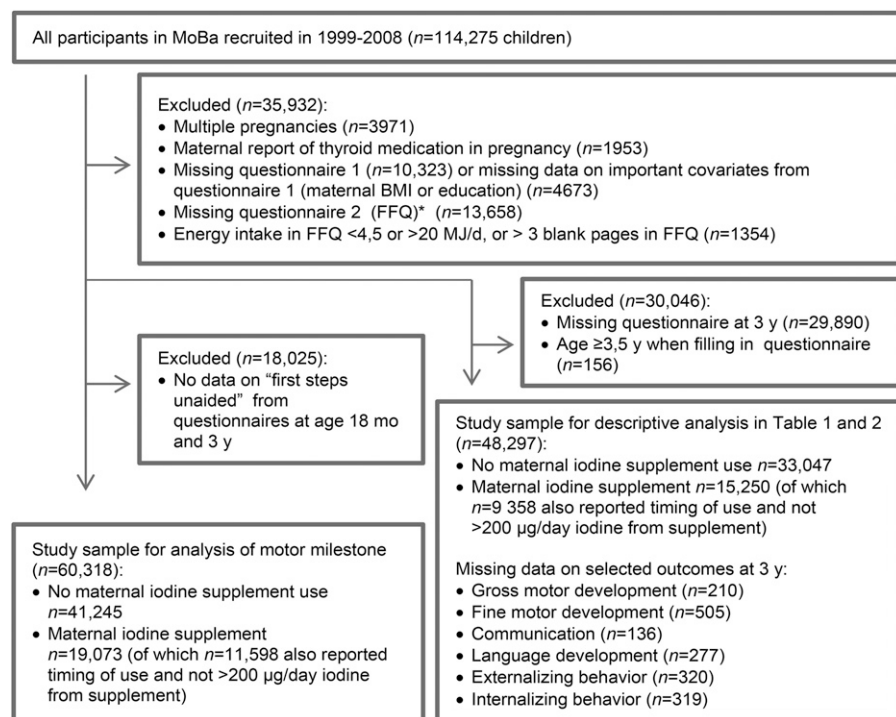 All participants in MoBa recruited in 1999-2008 (n=114,275 children)
Excluded (n=35,932):
• Multiple pregnancies (n=3971)
• Maternal report of thyroid medication in pregnancy (n=1953)
• Missing questionnaire 1 (n=10,323) or missing data on important covariates from
questionnaire 1 (maternal BMI or education) (n=4673)
• Missing questionnaire 2 (FFQ)* (n=13,658)
• Energy intake in FFQ <4,5 or >20 MJ/d, or > 3 blank pages in FFQ (n=1354)
Excluded (n=30,046):
• Missing questionnaire at 3 y (n=29,890)
• Age ≥3,5 y when filling in questionnaire
(n=156)
Excluded (n=18,025):
• No data on “first steps
unaided” from
questionnaires at age 18 mo
and 3 y
Study sample for descriptive analysis in Table 1 and 2
(n=48,297):
• No maternal iodine supplement use n=33,047
• Maternal iodine supplement n=15,250 (of which
n=9 358 also reported timing of use and not
>200 µg/day iodine from supplement)
Missing data on selected outcomes at 3 y:
• Gross motor development (n=210)
• Fine motor development (n=505)
• Communication (n=136)
• Language development (n=277)
• Externalizing behavior (n=320)
• Internalizing behavior (n=319)
Study sample for analysis of motor milestone
(n=60,318):
• No maternal iodine supplement use
n=41,245
• Maternal iodine supplement
n=19,073 (of which n=11,598 also reported
timing of use and not >200 µg/day iodine
from supplement)